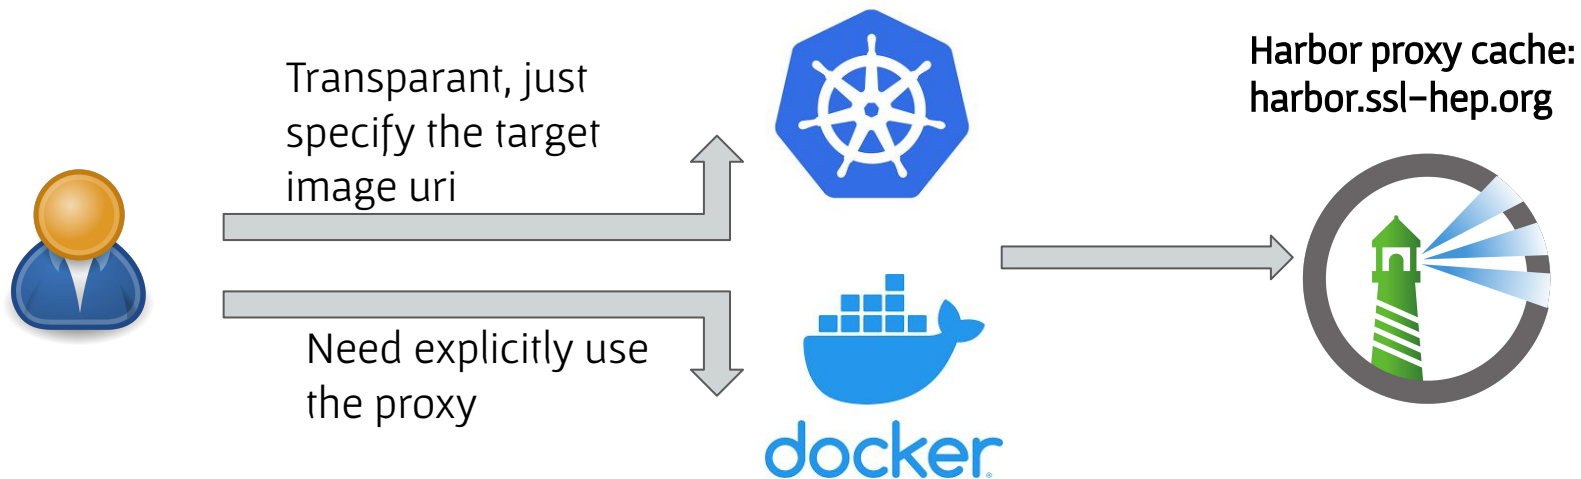 Transparant, just
specify the target
image uri
Need explicitly use
the proxy
docker
Harbor proxy cache:
harbor.ssl-hep.org